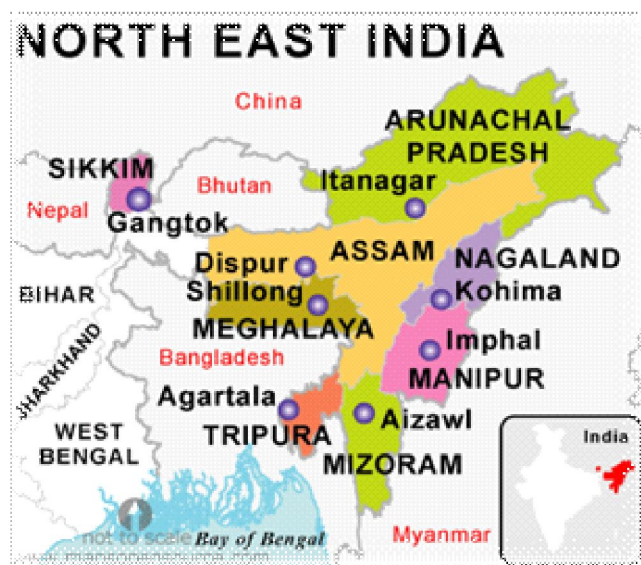 NORTH EAST INDIA
China
ARUNACHAL
PRADESH
SIKKIM
Bhutan
Itanagar
Nepal
Gangtok
ASSAM
NAGALAND
Dispur
BIHAR
Shillong
Kohima
MEGHALAYA
Imphal
JHARKHAND
Bangladesh
MANIPUR
Agartala
Aizawl
WEST
BENGAL
TRIPURA
India
MIZORAM
not to scale
Bay of Bengal
Myanmar